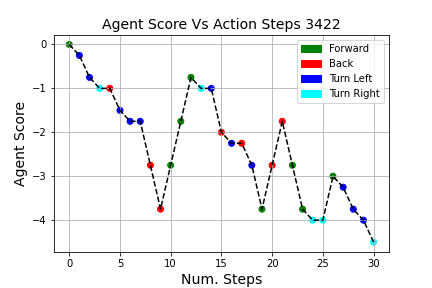 Agent Score Vs Action Steps 3422
Forward
Back
Turn Left
Turn Right
Agent Score
0
−1
−2
−3
−4
0 5 10 15 20 25 30
Num. Steps